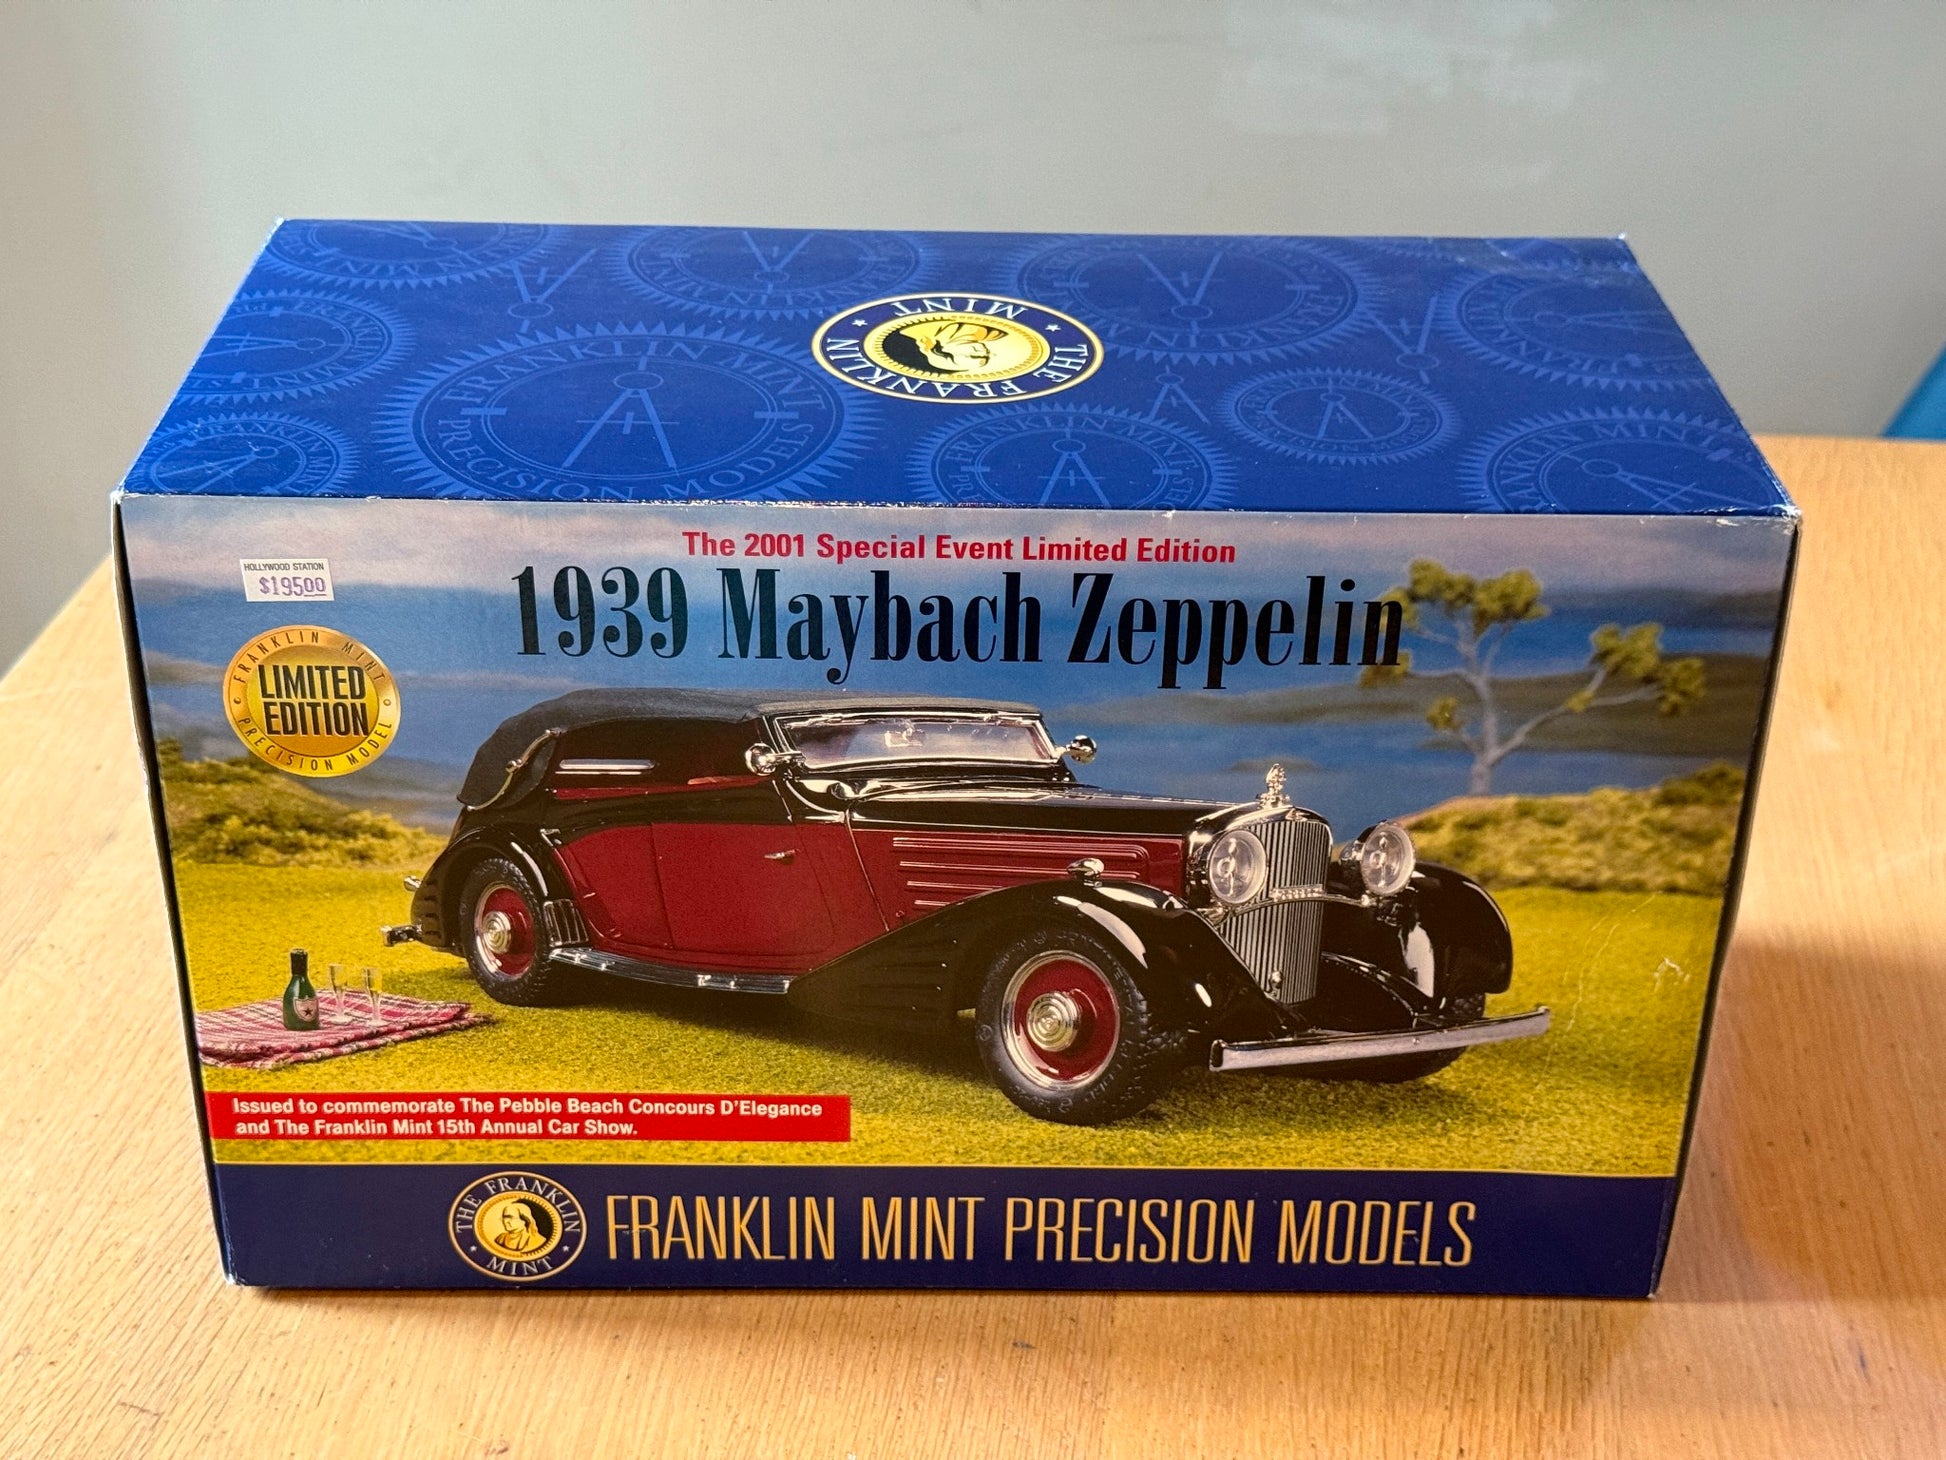 THE FRANKLIN MINT
FRANKLIN MINT
PRECISION MODELS
The 2001 Special Event Limited Edition
1939 Maybach Zeppelin
HOLLYWOOD STATION
$195.00
FRANKLIN MINT
LIMITED
EDITION
PRECISION MODEL
Issued to commemorate The Pebble Beach Concours D'Elegance
and The Franklin Mint 15th Annual Car Show.
THE FRANKLIN MINT
FRANKLIN MINT PRECISION MODELS